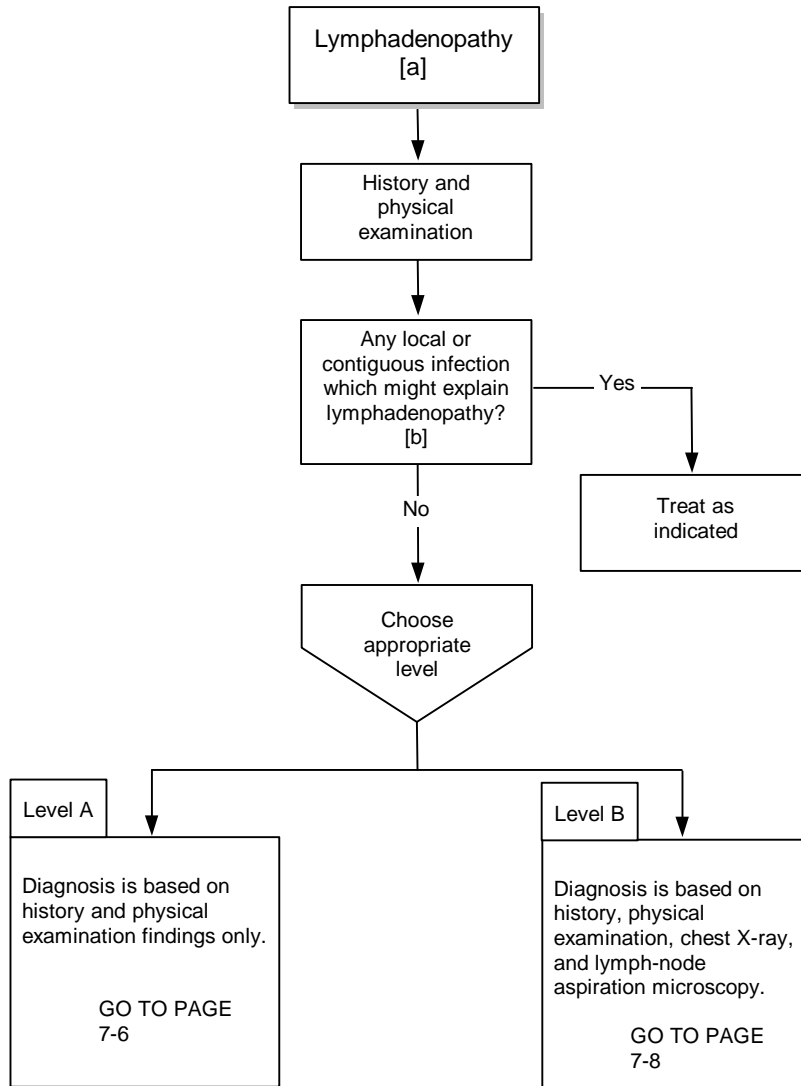 Lymphadenopathy
[a]
History and
physical
examination
Any local or
contiguous infection
which might explain
lymphadenopathy?
[b]
Yes
Treat as
indicated
No
Choose
appropriate
level
Level A
Diagnosis is based on
history and physical
examination findings only.
GO TO PAGE
7-6
Level B
Diagnosis is based on
history, physical
examination, chest X-ray,
and lymph-node
aspiration microscopy.
GO TO PAGE
7-8